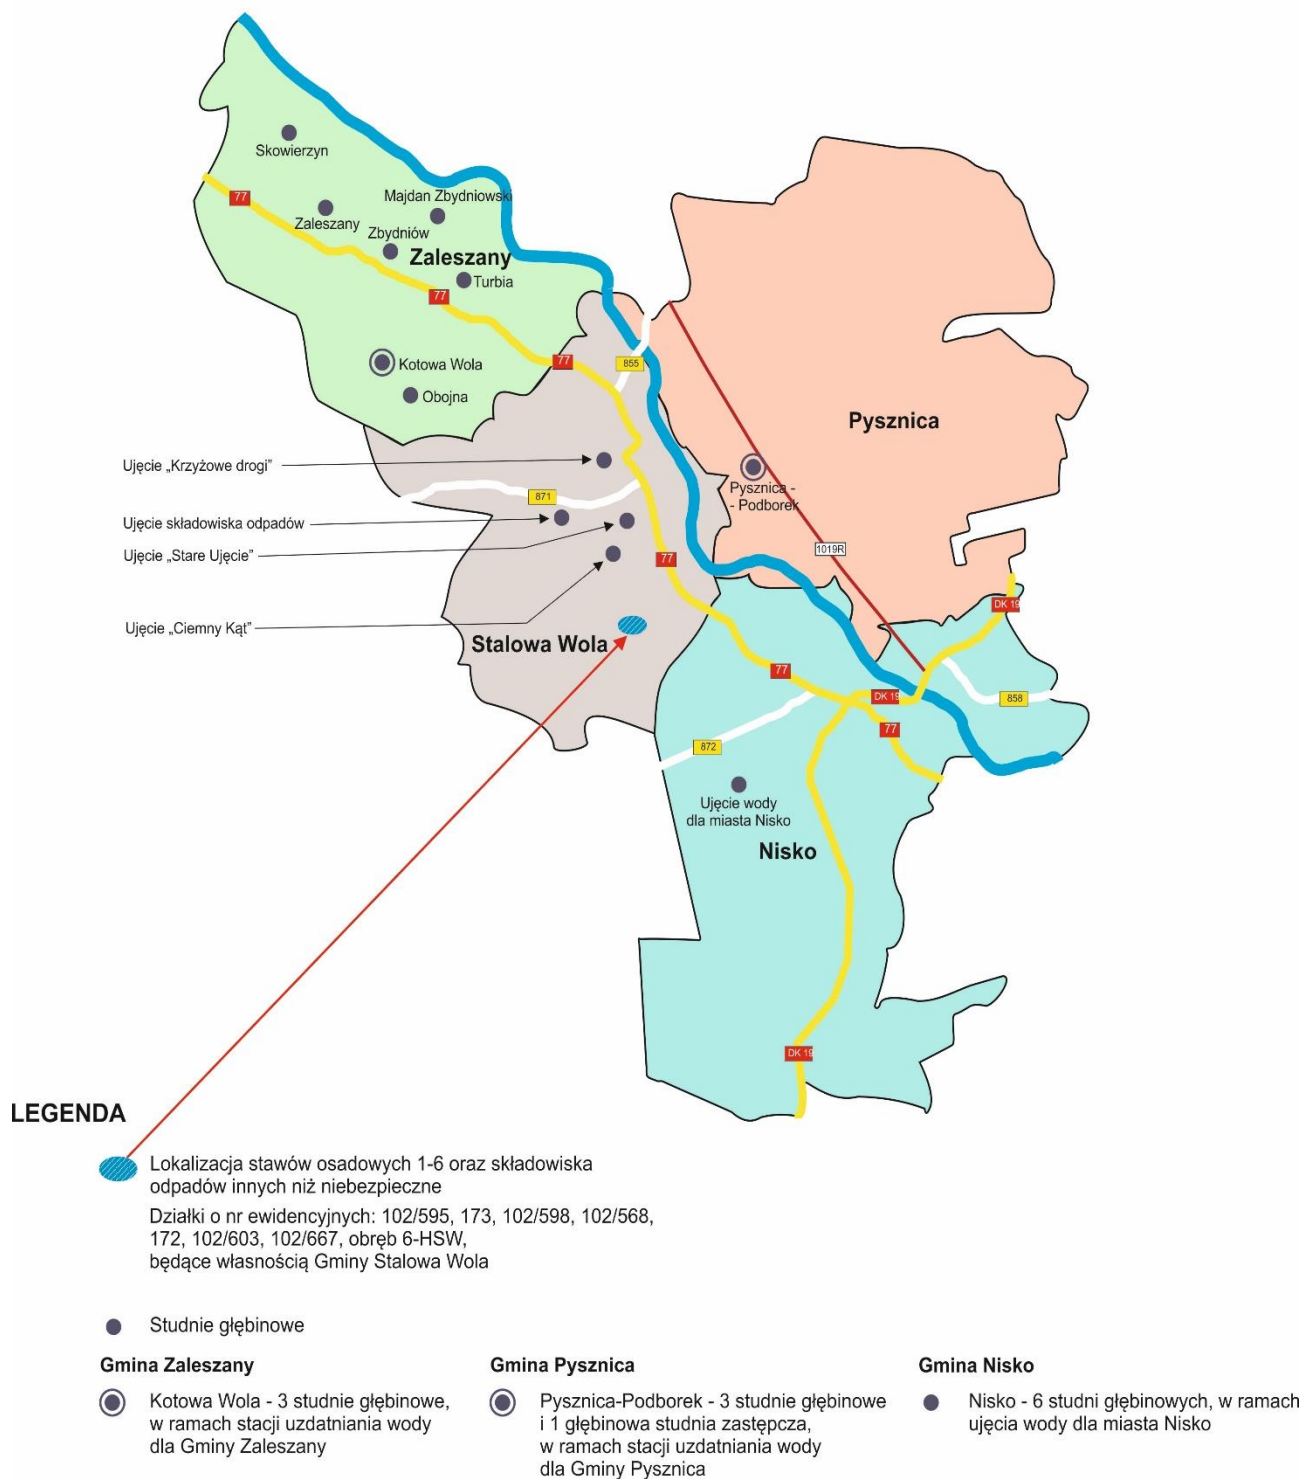 Skowierzyn
77
Majdan Zbydniowski
Zaleszany
Zbydniów
Zaleszany
Turbia
77
77
855
Kotowa Wola
Obojna
Pysznica
Ujęcie „Krzyżowe drogi”
871
Pysznica -
- Podborek
Ujęcie składowiska odpadów
Ujęcie „Stare Ujęcie”
77
1019R
DK 19
Ujęcie „Ciemny Kąt”
Stalowa Wola
77
DK 19
858
77
872
Ujęcie wody
dla miasta Nisko
Nisko
DK 19
LEGENDA
Lokalizacja stawów osadowych 1-6 oraz składowiska
odpadów innych niż niebezpieczne
Działki o nr ewidencyjnych: 102/595, 173, 102/598, 102/568,
172, 102/603, 102/667, obręb 6-HSW,
będące własnością Gminy Stalowa Wola
Studnie głębinowe
Gmina Zaleszany
Kotowa Wola - 3 studnie głębinowe,
w ramach stacji uzdatniania wody
dla Gminy Zaleszany
Gmina Pysznica
Pysznica-Podborek - 3 studnie głębinowe
i 1 głębinowa studnia zastępcza,
w ramach stacji uzdatniania wody
dla Gminy Pysznica
Gmina Nisko
Nisko - 6 studni głębinowych, w ramach
ujęcia wody dla miasta Nisko